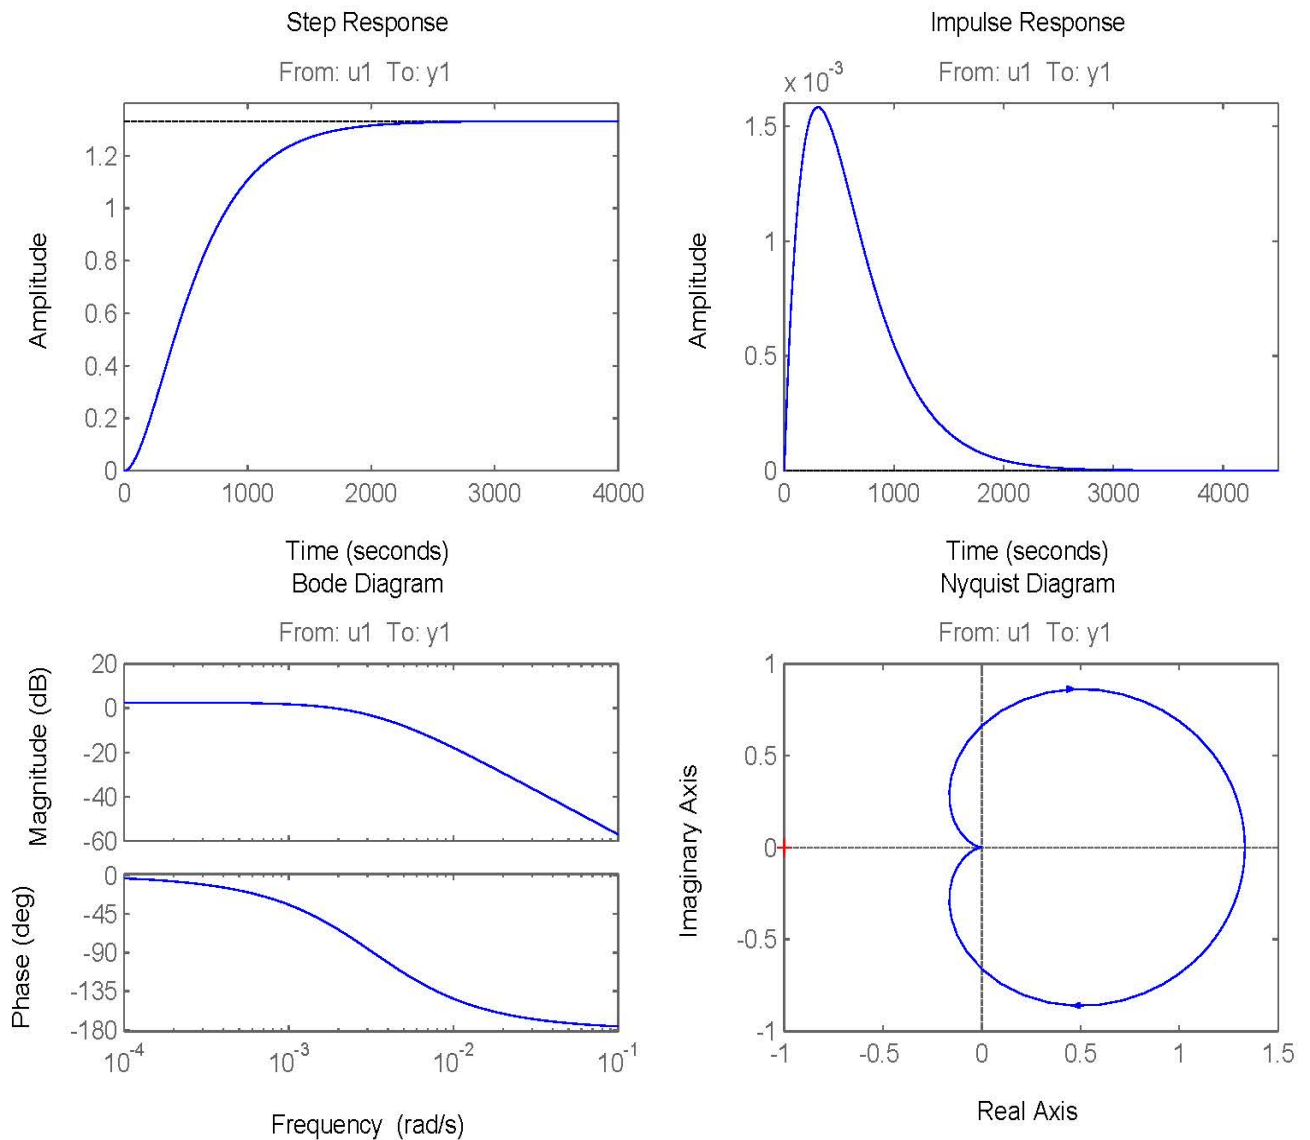 Step Response
From: u1 To: y1
1.2
1
0.8
0.6
0.4
0.2
0
0 1000 2000 3000 4000
Amplitude
Time (seconds)
Impulse Response
From: u1 To: y1
x 10^-3
1.5
1
0.5
0
0 1000 2000 3000 4000
Amplitude
Time (seconds)
Bode Diagram
From: u1 To: y1
20
0
-20
-40
-60
Magnitude (dB)
0
-45
-90
-135
-180
Phase (deg)
10^-4 10^-3 10^-2 10^-1
Frequency (rad/s)
Nyquist Diagram
From: u1 To: y1
1
0.5
0
-0.5
-1
-1 -0.5 0 0.5 1 1.5
Imaginary Axis
Real Axis